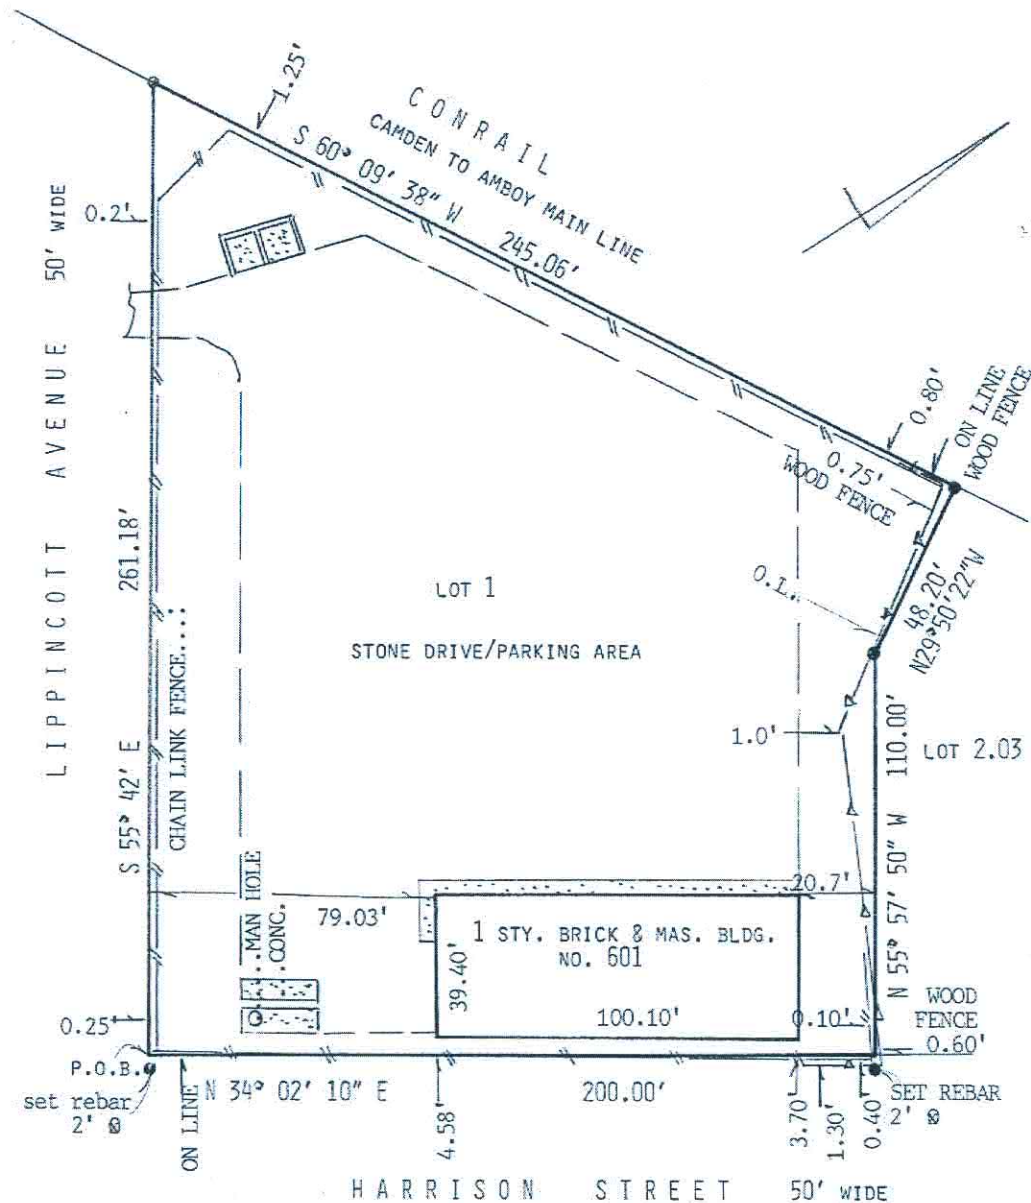 1.25'
CONRAIL
CAMDEN TO AMBOY MAIN LINE
S 60° 09' 38" W
245.06'
0.2'
50' WIDE
LIPPINCOTT AVENUE
261.18'
S 55° 42' E
CHAIN LINK FENCE....
0.80'
ON LINE
WOOD FENCE
0.75'
WOOD FENCE
O.L.
48.20'
N29°50'22"W
LOT 1
STONE DRIVE/PARKING AREA
1.0'
110.00'
LOT 2.03
N 55° 57' 50" W
20.7'
79.03'
MAN HOLE
CONC.
1 STY. BRICK & MAS. BLDG.
NO. 601
39.40'
100.10'
0.10'
WOOD
FENCE
0.60'
0.25'
P.O.B.
set rebar
2' Ø
ON LINE
N 34° 02' 10" E
200.00'
4.58'
3.70'
1.30'
0.40'
SET REBAR
2' Ø
HARRISON STREET 50' WIDE